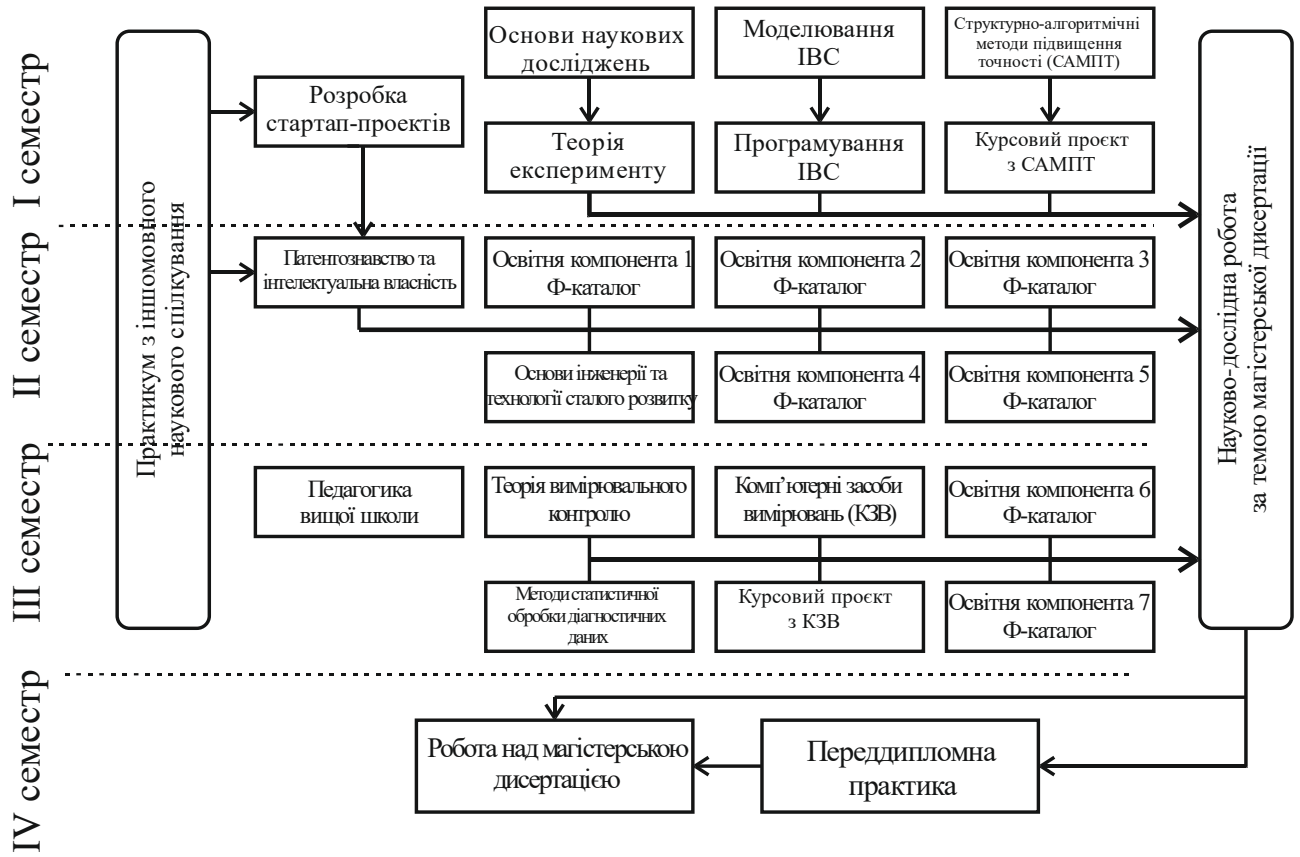 I семестр
Практикум з іншомовного
наукового спілкування
Розробка
стартап-проектів
Основи наукових
досліджень
Моделювання
ІВС
Структурно-алгоритмічні
методи підвищення
точності (САМПТ)
Теорія
експерименту
Програмування
ІВС
Курсовий проєкт
з САМПТ
Науково-дослідна робота
за темою магістерської дисертації
II семестр
Патентознавство та
інтелектуальна власність
Освітня компонента 1
Ф-каталог
Освітня компонента 2
Ф-каталог
Освітня компонента 3
Ф-каталог
Основи інженерії та
технології сталого розвитку
Освітня компонента 4
Ф-каталог
Освітня компонента 5
Ф-каталог
III семестр
Педагогика
вищої школи
Теорія вимірювального
контролю
Комп’ютерні засоби
вимірювань (КЗВ)
Освітня компонента 6
Ф-каталог
Методи статистичної
обробки діагностичних
даних
Курсовий проєкт
з КЗВ
Освітня компонента 7
Ф-каталог
IV семестр
Робота над магістерською
дисертацією
Переддипломна
практика